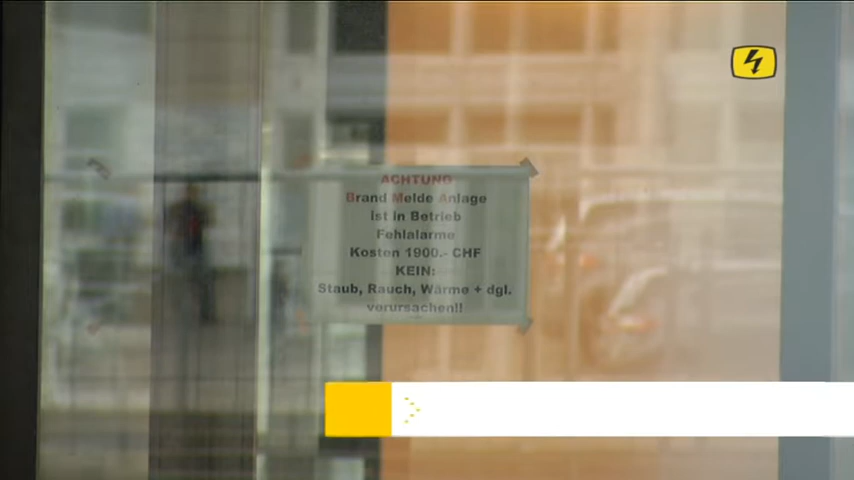 ACHTUNG
Brand Melde Anlage
ist in Betrieb
Fehlalarme
Kosten 1900.- CHF
KEIN:
Staub, Rauch, Wärme + dgl.
verursachen!!